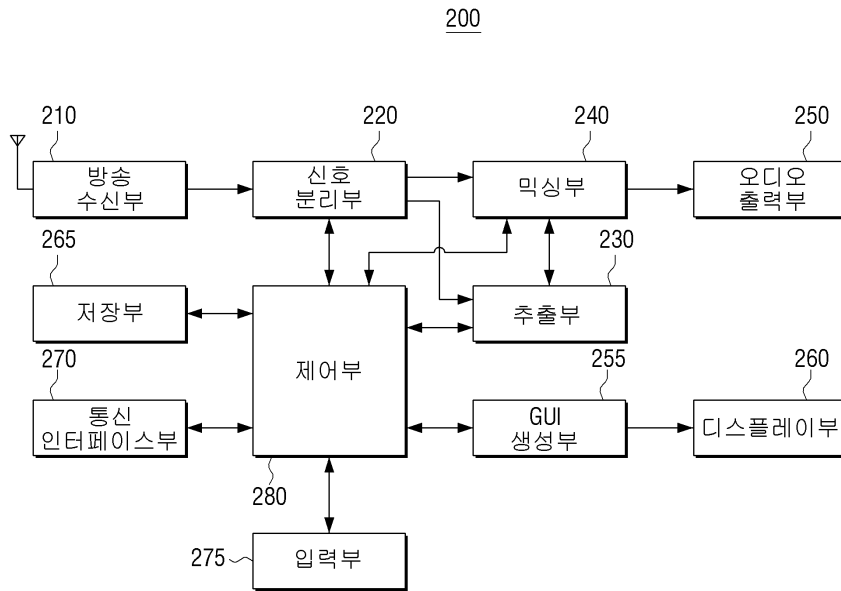 200
210
220
240
250
방송
수신부
신호
분리부
믹싱부
오디오
출력부
265
230
저장부
제어부
추출부
270
255
260
통신
인터페이스부
GUI
생성부
디스플레이부
280
275
입력부